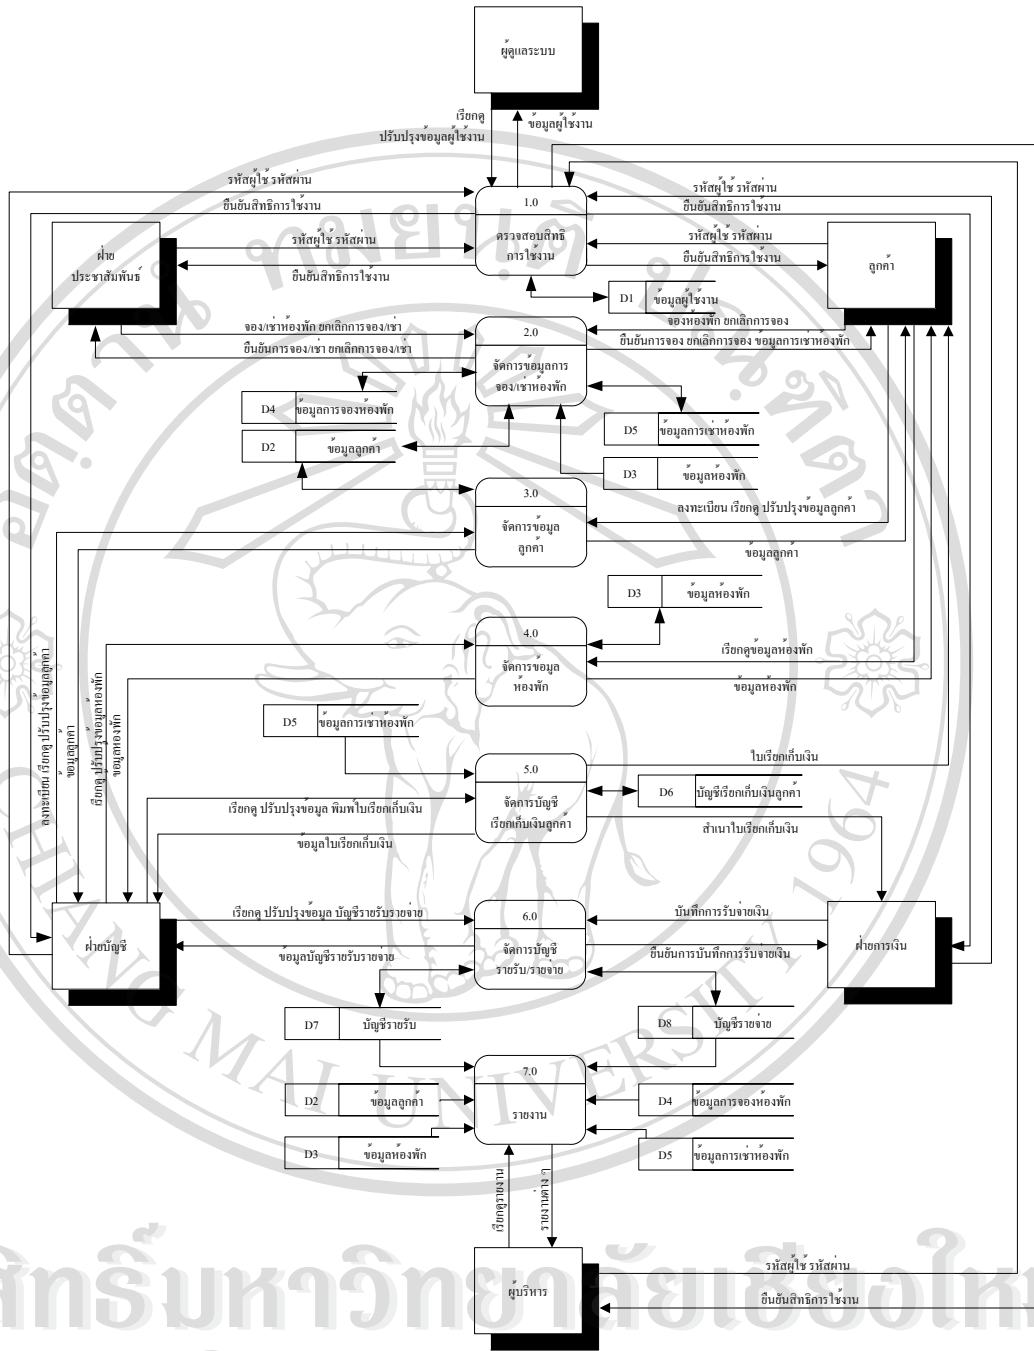 ผู้ดูแลระบบ
เรียกดู
ปรับปรุงข้อมูลผู้ใช้งาน
ข้อมูลผู้ใช้งาน
รหัสผู้ใช้ รหัสผ่าน
ยืนยันสิทธิการใช้งาน
1.0
ตรวจสอบสิทธิ
การใช้งาน
รหัสผู้ใช้ รหัสผ่าน
ยืนยันสิทธิการใช้งาน
ฝ่าย
ประชาสัมพันธ์
รหัสผู้ใช้ รหัสผ่าน
ยืนยันสิทธิการใช้งาน
รหัสผู้ใช้ รหัสผ่าน
ยืนยันสิทธิการใช้งาน
ลูกค้า
D1 ข้อมูลผู้ใช้งาน
จอง/เช่าห้องพัก ยกเลิกการจอง/เช่า
ยืนยันการจอง/เช่า ยกเลิกการจอง/เช่า
2.0
จัดการข้อมูลการ
จอง/เช่าห้องพัก
จองห้องพัก ยกเลิกการจอง
ยืนยันการจอง ยกเลิกการจอง ข้อมูลการเช่าห้องพัก
D4 ข้อมูลการจองห้องพัก
D2 ข้อมูลลูกค้า
D5 ข้อมูลการเช่าห้องพัก
D3 ข้อมูลห้องพัก
3.0
จัดการข้อมูล
ลูกค้า
ลงทะเบียน เรียกดู ปรับปรุงข้อมูลลูกค้า
ข้อมูลลูกค้า
D3 ข้อมูลห้องพัก
4.0
จัดการข้อมูล
ห้องพัก
เรียกดูข้อมูลห้องพัก
ข้อมูลห้องพัก
ลงทะเบียน เรียกดู ปรับปรุงข้อมูลลูกค้า
ข้อมูลลูกค้า
เรียกดู ปรับปรุงข้อมูลห้องพัก
ข้อมูลห้องพัก
D5 ข้อมูลการเช่าห้องพัก
5.0
จัดการบัญชี
เรียกเก็บเงินลูกค้า
ใบเรียกเก็บเงิน
D6 บัญชีเรียกเก็บเงินลูกค้า
เรียกดู ปรับปรุงข้อมูล พิมพ์ใบเรียกเก็บเงิน
ข้อมูลใบเรียกเก็บเงิน
สำเนาใบเรียกเก็บเงิน
ฝ่ายบัญชี
เรียกดู ปรับปรุงข้อมูล บัญชีรายรับรายจ่าย
ข้อมูลบัญชีรายรับรายจ่าย
6.0
จัดการบัญชี
รายรับ/รายจ่าย
บันทึกการรับจ่ายเงิน
ยืนยันการบันทึกการรับจ่ายเงิน
ฝ่ายการเงิน
D7 บัญชีรายรับ
D8 บัญชีรายจ่าย
7.0
รายงาน
D2 ข้อมูลลูกค้า
D3 ข้อมูลห้องพัก
D4 ข้อมูลการจองห้องพัก
D5 ข้อมูลการเช่าห้องพัก
เรียกดูรายงาน
รายงานต่าง ๆ
ผู้บริหาร
รหัสผู้ใช้ รหัสผ่าน
ยืนยันสิทธิการใช้งาน
CHIANG MAI UNIVERSITY 1964